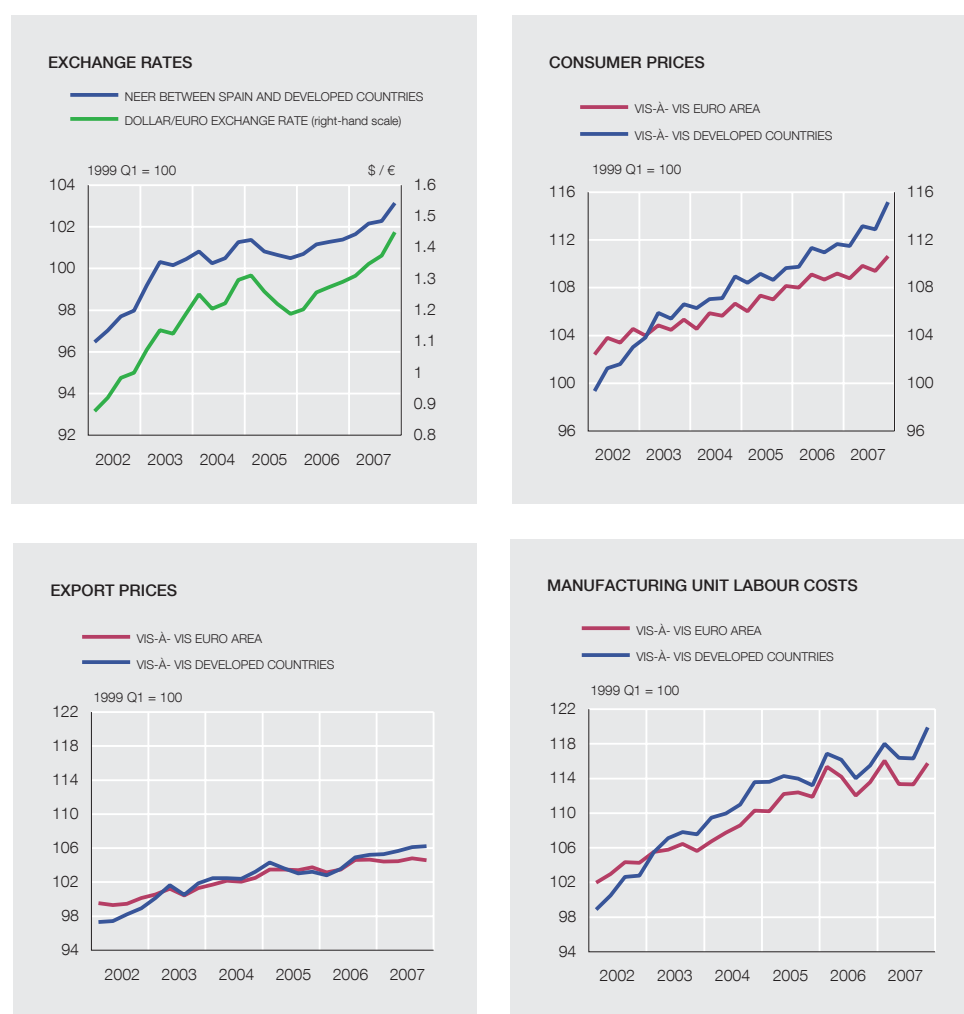 EXCHANGE RATES
NEER BETWEEN SPAIN AND DEVELOPED COUNTRIES
DOLLAR/EURO EXCHANGE RATE (right-hand scale)
1999 Q1 = 100 $ / €
104 1.6
1.5
102
1.4
100 1.3
98 1.2
96 1.1
1
94
0.9
92 0.8
2002 2003 2004 2005 2006 2007
CONSUMER PRICES
VIS-À- VIS EURO AREA
VIS-À- VIS DEVELOPED COUNTRIES
1999 Q1 = 100
116 116
112 112
108 108
104 104
100 100
96 96
2002 2003 2004 2005 2006 2007
EXPORT PRICES
VIS-À- VIS EURO AREA
VIS-À- VIS DEVELOPED COUNTRIES
1999 Q1 = 100
122
118
114
110
106
102
98
94
2002 2003 2004 2005 2006 2007
MANUFACTURING UNIT LABOUR COSTS
VIS-À- VIS EURO AREA
VIS-À- VIS DEVELOPED COUNTRIES
1999 Q1 = 100
122
118
114
110
106
102
98
94
2002 2003 2004 2005 2006 2007